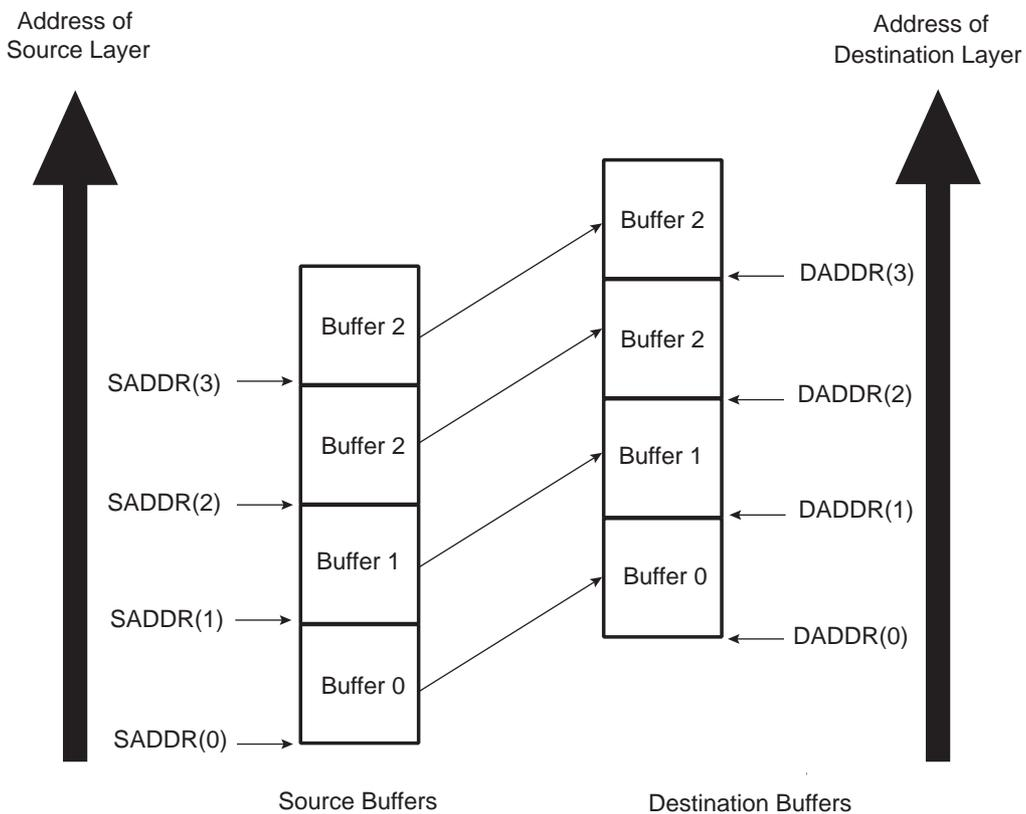 Address of
Source Layer
Address of
Destination Layer
Buffer 2
DADDR(3)
Buffer 2
Buffer 2
SADDR(3)
DADDR(2)
Buffer 2
Buffer 1
SADDR(2)
DADDR(1)
Buffer 1
Buffer 0
SADDR(1)
DADDR(0)
Buffer 0
SADDR(0)
Source Buffers
Destination Buffers